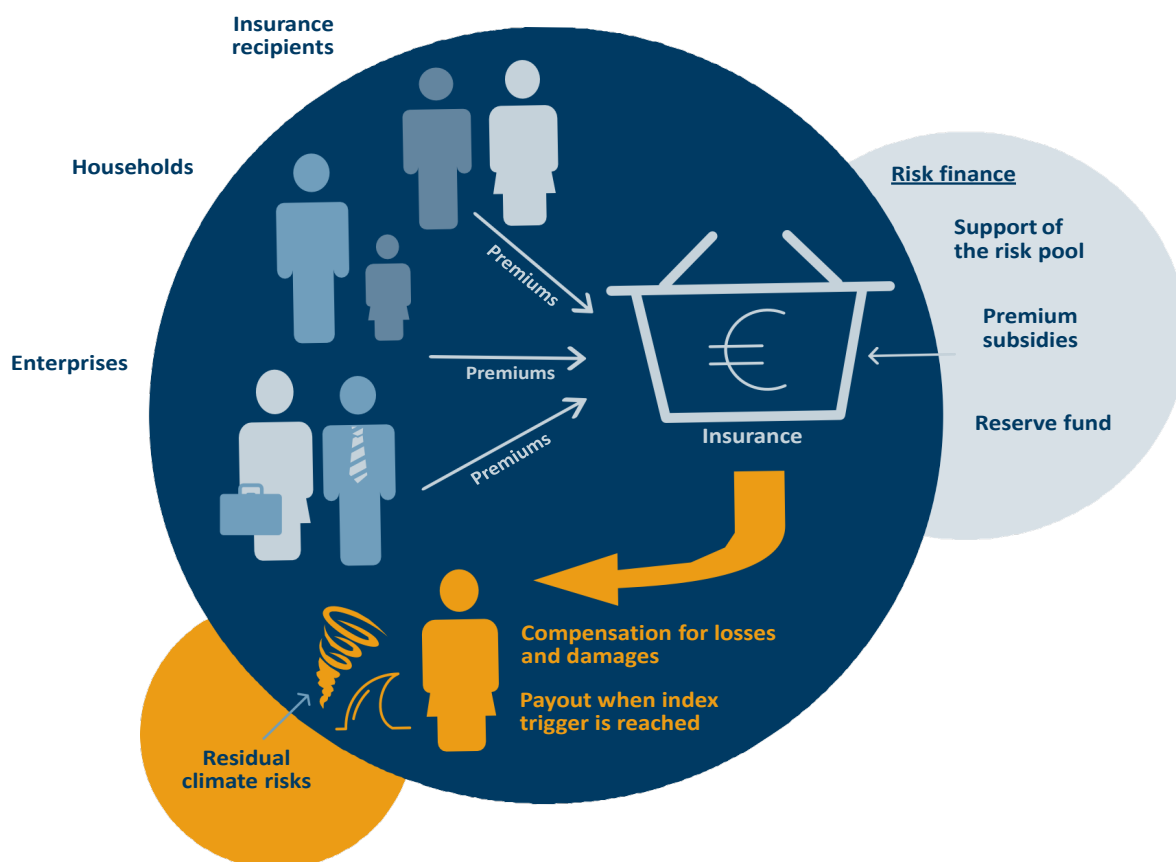 Insurance
recipients
Households
Enterprises
Premiums
Premiums
Premiums
Insurance
Risk finance
Support of
the risk pool
Premium
subsidies
Reserve fund
Compensation for losses
and damages
Payout when index
trigger is reached
Residual
climate risks